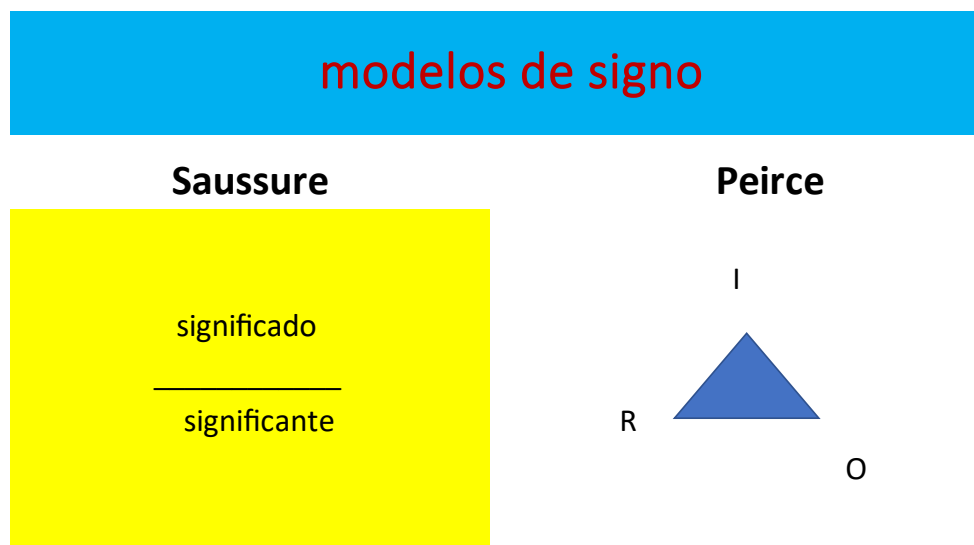 modelos de signo
Saussure
significado
significante
Peirce
I
R
O